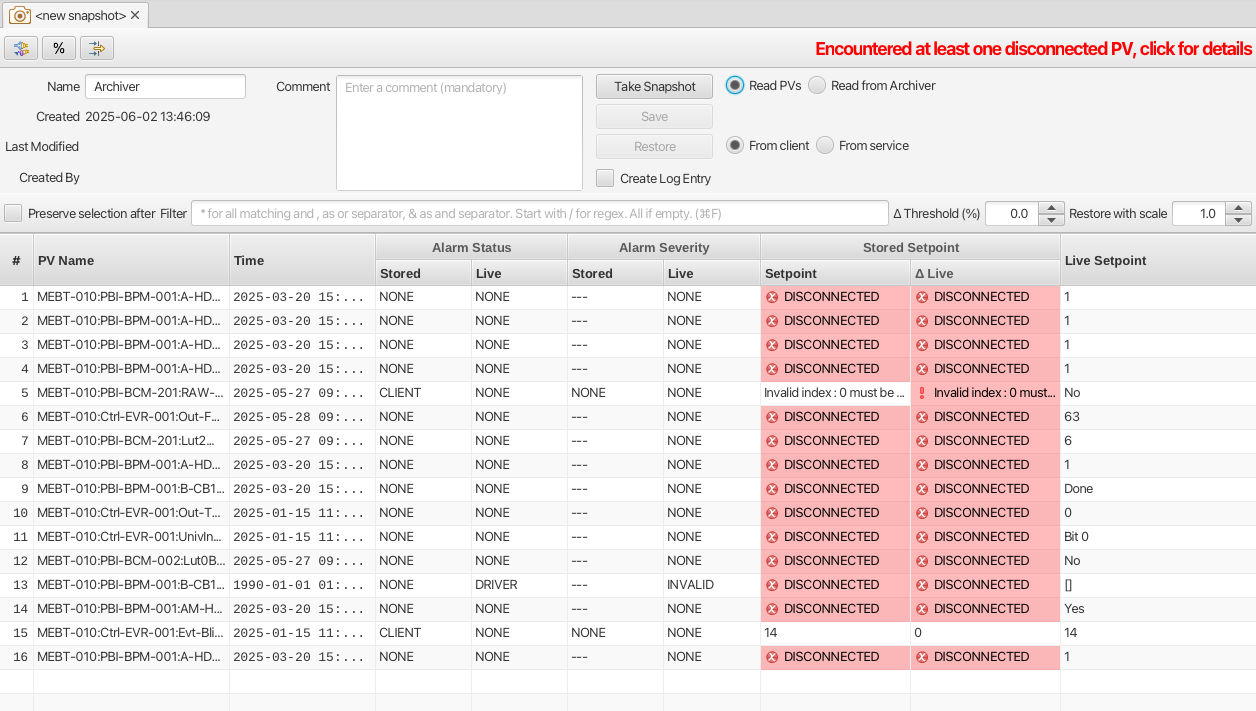 <new snapshot>
%
Encountered at least one disconnected PV, click for details
Name Archiver Comment Enter a comment (mandatory) Take Snapshot Read PVs Read from Archiver
Created 2025-06-02 13:46:09 Save
Last Modified Restore From client From service
Created By Create Log Entry
Preserve selection after Filter * for all matching and , as or separator, & as and separator. Start with / for regex. All if empty. (⌘F) Δ Threshold (%) 0.0 Restore with scale 1.0
Alarm Status Alarm Severity Stored Setpoint
# PV Name Time Live Setpoint
Stored Live Stored Live Setpoint Δ Live
1 MEBT-010:PBI-BPM-001:A-HD... 2025-03-20 15:... NONE NONE --- NONE DISCONNECTED DISCONNECTED 1
2 MEBT-010:PBI-BPM-001:A-HD... 2025-03-20 15:... NONE NONE --- NONE DISCONNECTED DISCONNECTED 1
3 MEBT-010:PBI-BPM-001:A-HD... 2025-03-20 15:... NONE NONE --- NONE DISCONNECTED DISCONNECTED 1
4 MEBT-010:PBI-BPM-001:A-HD... 2025-03-20 15:... NONE NONE --- NONE DISCONNECTED DISCONNECTED 1
5 MEBT-010:PBI-BCM-201:RAW-... 2025-05-27 09:... CLIENT NONE NONE NONE Invalid index : 0 must be ... Invalid index : 0 must... No
6 MEBT-010:Ctrl-EVR-001:Out-F... 2025-05-28 09:... NONE NONE --- NONE DISCONNECTED DISCONNECTED 63
7 MEBT-010:PBI-BCM-201:Lut2... 2025-05-27 09:... NONE NONE --- NONE DISCONNECTED DISCONNECTED 6
8 MEBT-010:PBI-BPM-001:A-HD... 2025-03-20 15:... NONE NONE --- NONE DISCONNECTED DISCONNECTED 1
9 MEBT-010:PBI-BPM-001:B-CB1... 2025-03-20 15:... NONE NONE --- NONE DISCONNECTED DISCONNECTED Done
10 MEBT-010:Ctrl-EVR-001:Out-T... 2025-01-15 11:... NONE NONE --- NONE DISCONNECTED DISCONNECTED 0
11 MEBT-010:Ctrl-EVR-001:UnivIn... 2025-01-15 11:... NONE NONE --- NONE DISCONNECTED DISCONNECTED Bit 0
12 MEBT-010:PBI-BCM-002:Lut0B... 2025-05-27 09:... NONE NONE --- NONE DISCONNECTED DISCONNECTED No
13 MEBT-010:PBI-BPM-001:B-CB1... 1990-01-01 01:... NONE DRIVER --- INVALID DISCONNECTED DISCONNECTED []
14 MEBT-010:PBI-BPM-001:AM-H... 2025-03-20 15:... NONE NONE --- NONE DISCONNECTED DISCONNECTED Yes
15 MEBT-010:Ctrl-EVR-001:Evt-Bli... 2025-01-15 11:... CLIENT NONE NONE NONE 14 0 14
16 MEBT-010:PBI-BPM-001:A-HD... 2025-03-20 15:... NONE NONE --- NONE DISCONNECTED DISCONNECTED 1